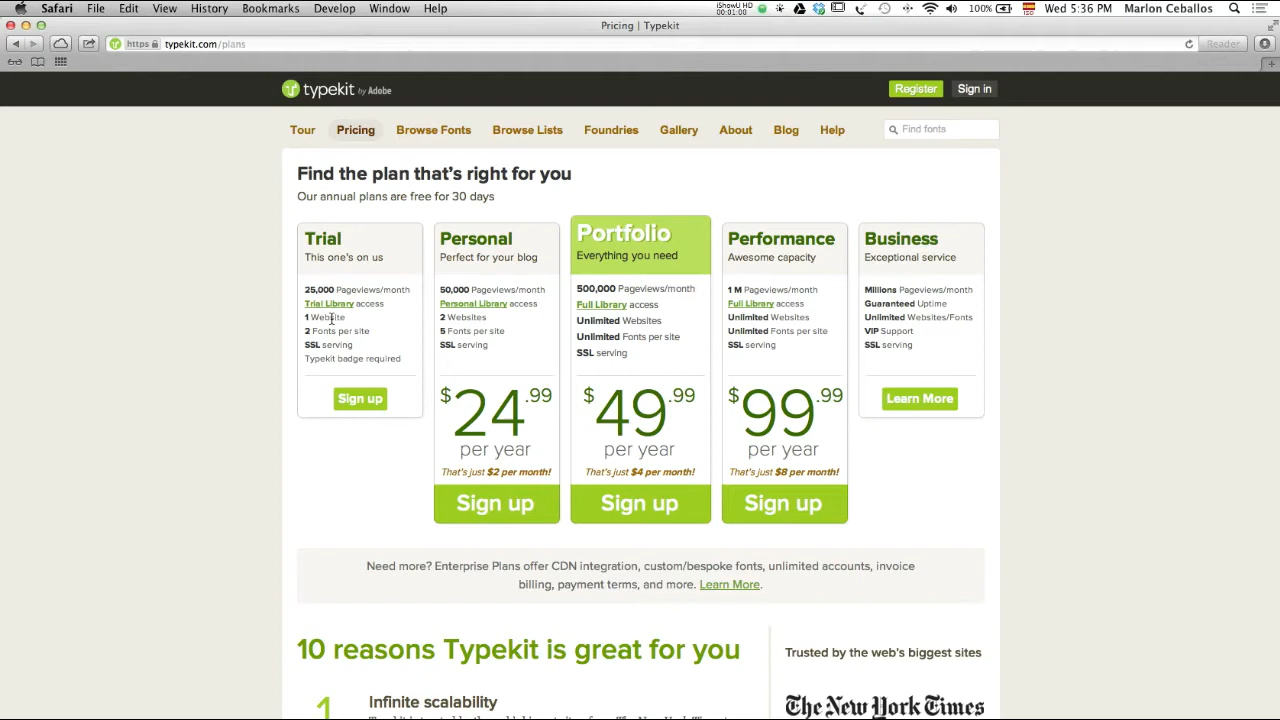 Safari File Edit View History Bookmarks Develop Window Help
iShowU HD
00:01:00
100% Wed 5:36 PM Marlon Ceballos
Pricing | Typekit
https typekit.com/plans
Reader
typekit by Adobe
Register Sign in
Tour Pricing Browse Fonts Browse Lists Foundries Gallery About Blog Help Find fonts
Find the plan that's right for you
Our annual plans are free for 30 days
Trial
This one's on us
25,000 Pageviews/month
Trial Library access
1 Website
2 Fonts per site
SSL serving
Typekit badge required
Sign up
Personal
Perfect for your blog
50,000 Pageviews/month
Personal Library access
2 Websites
5 Fonts per site
SSL serving
$24.99
per year
That's just $2 per month!
Sign up
Portfolio
Everything you need
500,000 Pageviews/month
Full Library access
Unlimited Websites
Unlimited Fonts per site
SSL serving
$49.99
per year
That's just $4 per month!
Sign up
Performance
Awesome capacity
1 M Pageviews/month
Full Library access
Unlimited Websites
Unlimited Fonts per site
SSL serving
$99.99
per year
That's just $8 per month!
Sign up
Business
Exceptional service
Millions Pageviews/month
Guaranteed Uptime
Unlimited Websites/Fonts
VIP Support
SSL serving
Learn More
Need more? Enterprise Plans offer CDN integration, custom/bespoke fonts, unlimited accounts, invoice
billing, payment terms, and more. Learn More.
10 reasons Typekit is great for you
1 Infinite scalability
Trusted by the web's biggest sites
The New York Times